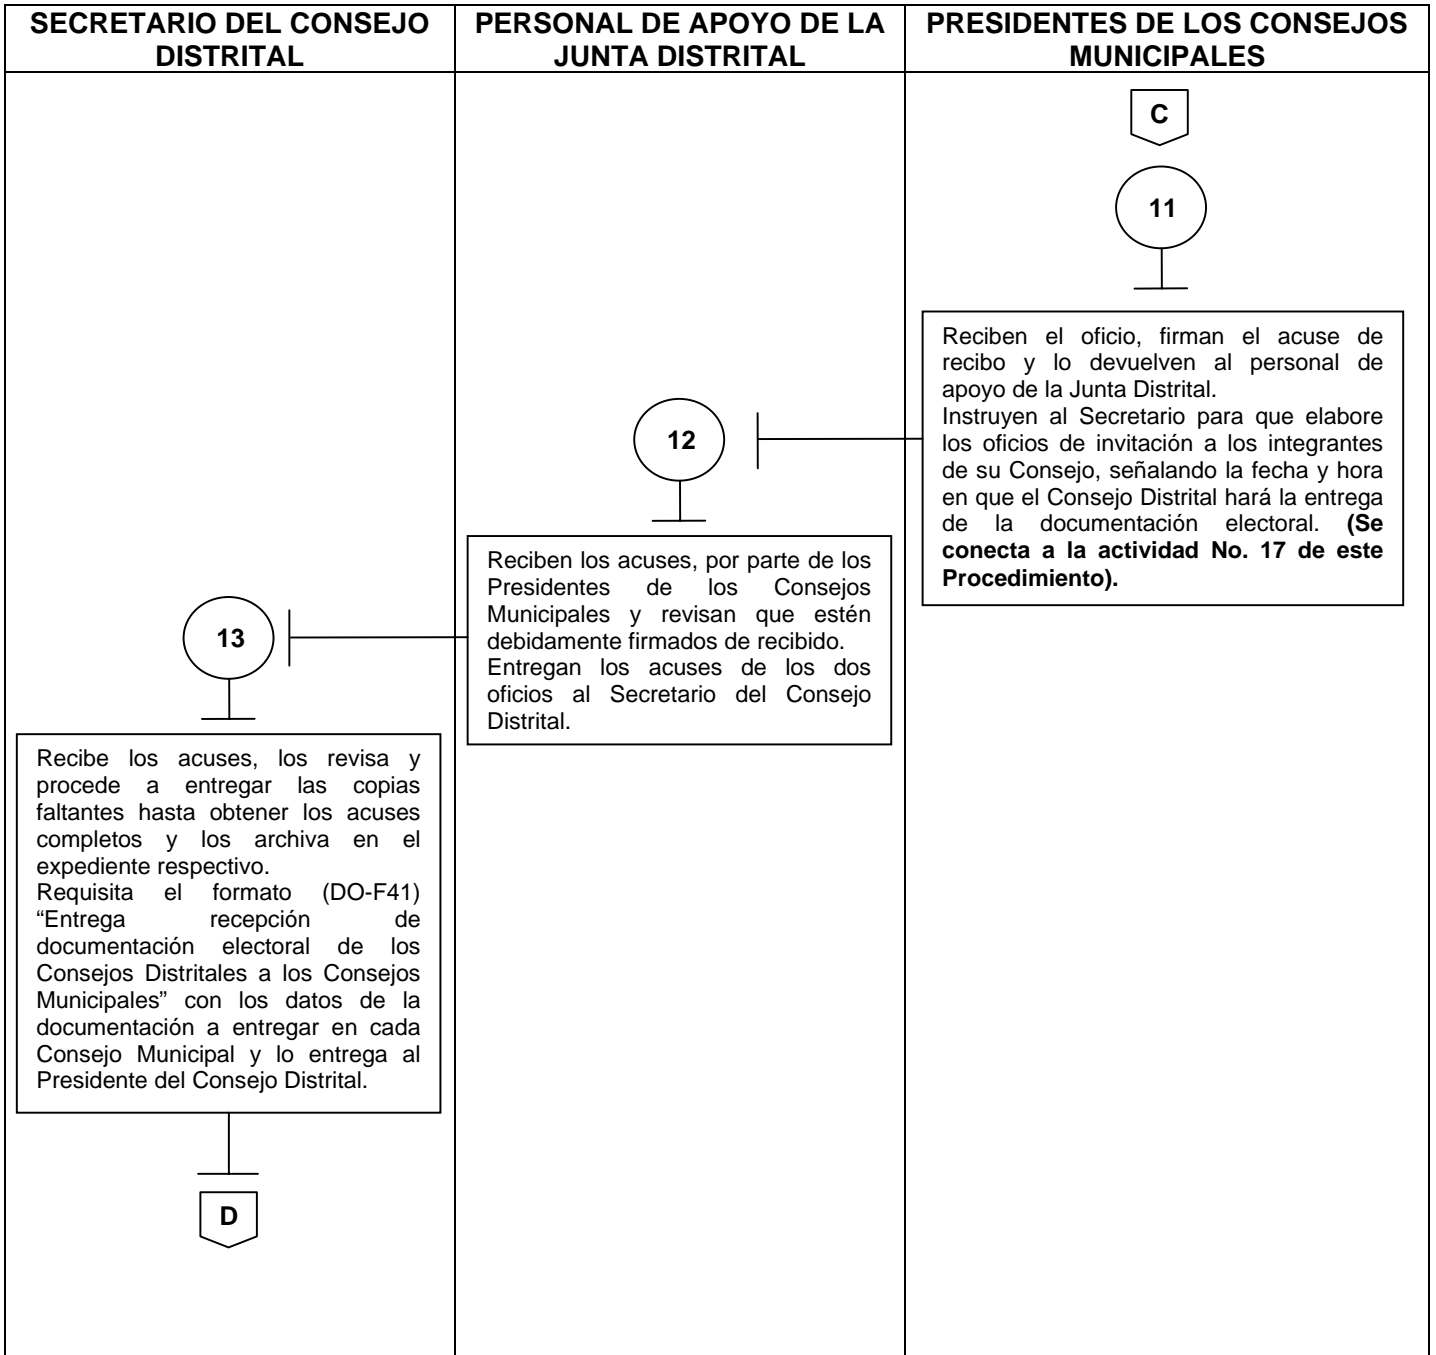 SECRETARIO DEL CONSEJO
DISTRITAL
PERSONAL DE APOYO DE LA
JUNTA DISTRITAL
PRESIDENTES DE LOS CONSEJOS
MUNICIPALES
C
11
Reciben el oficio, firman el acuse de
recibo y lo devuelven al personal de
apoyo de la Junta Distrital.
Instruyen al Secretario para que elabore
los oficios de invitación a los integrantes
de su Consejo, señalando la fecha y hora
en que el Consejo Distrital hará la entrega
de la documentación electoral. (Se
conecta a la actividad No. 17 de este
Procedimiento).
12
Reciben los acuses, por parte de los
Presidentes de los Consejos
Municipales y revisan que estén
debidamente firmados de recibido.
Entregan los acuses de los dos
oficios al Secretario del Consejo
Distrital.
13
Recibe los acuses, los revisa y
procede a entregar las copias
faltantes hasta obtener los acuses
completos y los archiva en el
expediente respectivo.
Requisita el formato (DO-F41)
“Entrega recepción de
documentación electoral de los
Consejos Distritales a los Consejos
Municipales” con los datos de la
documentación a entregar en cada
Consejo Municipal y lo entrega al
Presidente del Consejo Distrital.
D